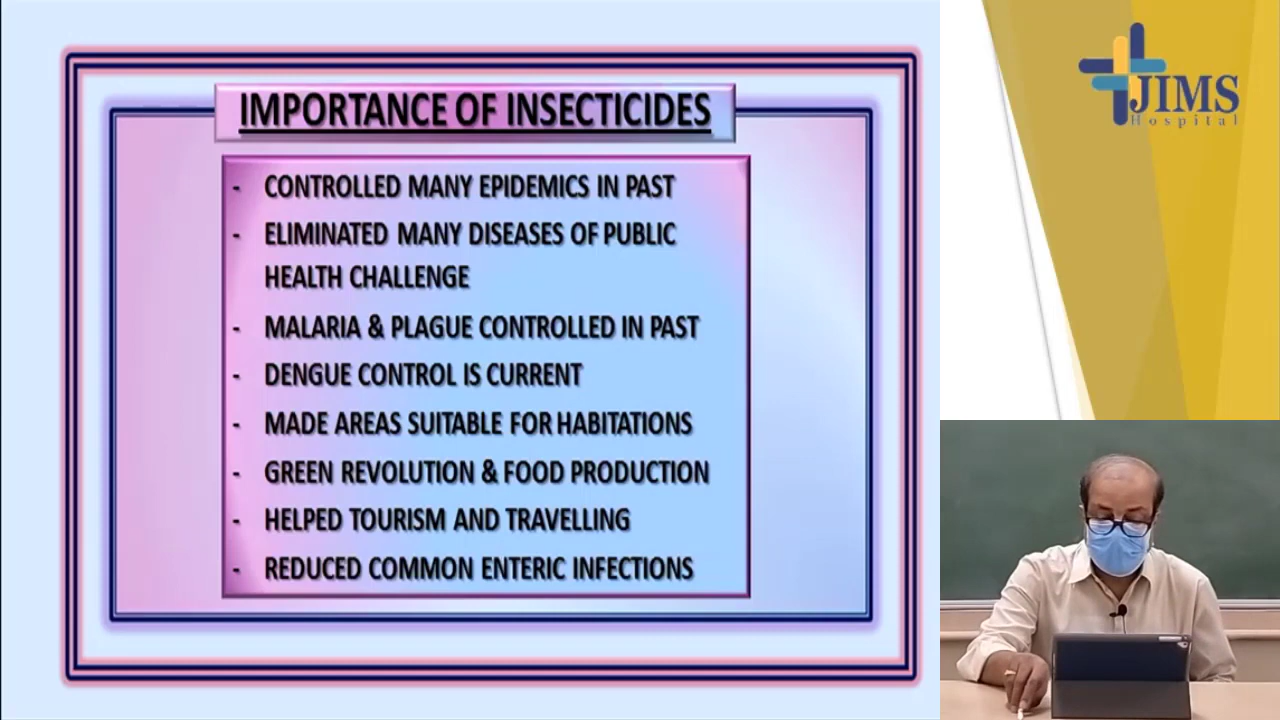 IMPORTANCE OF INSECTICIDES
- CONTROLLED MANY EPIDEMICS IN PAST
- ELIMINATED MANY DISEASES OF PUBLIC
HEALTH CHALLENGE
- MALARIA & PLAGUE CONTROLLED IN PAST
- DENGUE CONTROL IS CURRENT
- MADE AREAS SUITABLE FOR HABITATIONS
- GREEN REVOLUTION & FOOD PRODUCTION
- HELPED TOURISM AND TRAVELLING
- REDUCED COMMON ENTERIC INFECTIONS
JIMS
Hospital